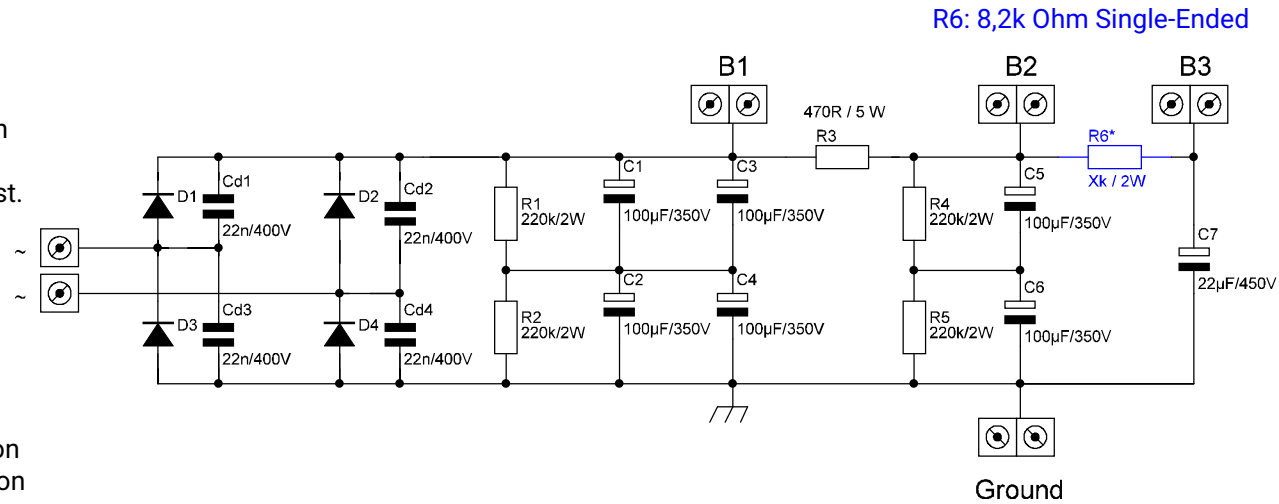 R6: 8,2k Ohm Single-Ended
B1
B2
B3
470R / 5 W
R3
R6*
Xk / 2W
n
st.
D1
Cd1
22n/400V
D2
Cd2
22n/400V
R1
220k/2W
C1
100µF/350V
C3
100µF/350V
R4
220k/2W
C5
100µF/350V
C7
22µF/450V
~
~
D3
Cd3
22n/400V
D4
Cd4
22n/400V
R2
220k/2W
C2
100µF/350V
C4
100µF/350V
R5
220k/2W
C6
100µF/350V
on
on
Ground